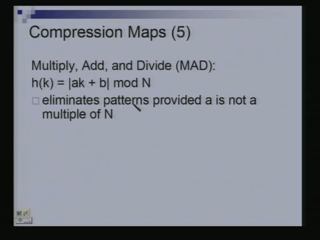 Compression Maps (5)
Multiply, Add, and Divide (MAD):
h(k) = |ak + b| mod N
eliminates patterns provided a is not a
multiple of N